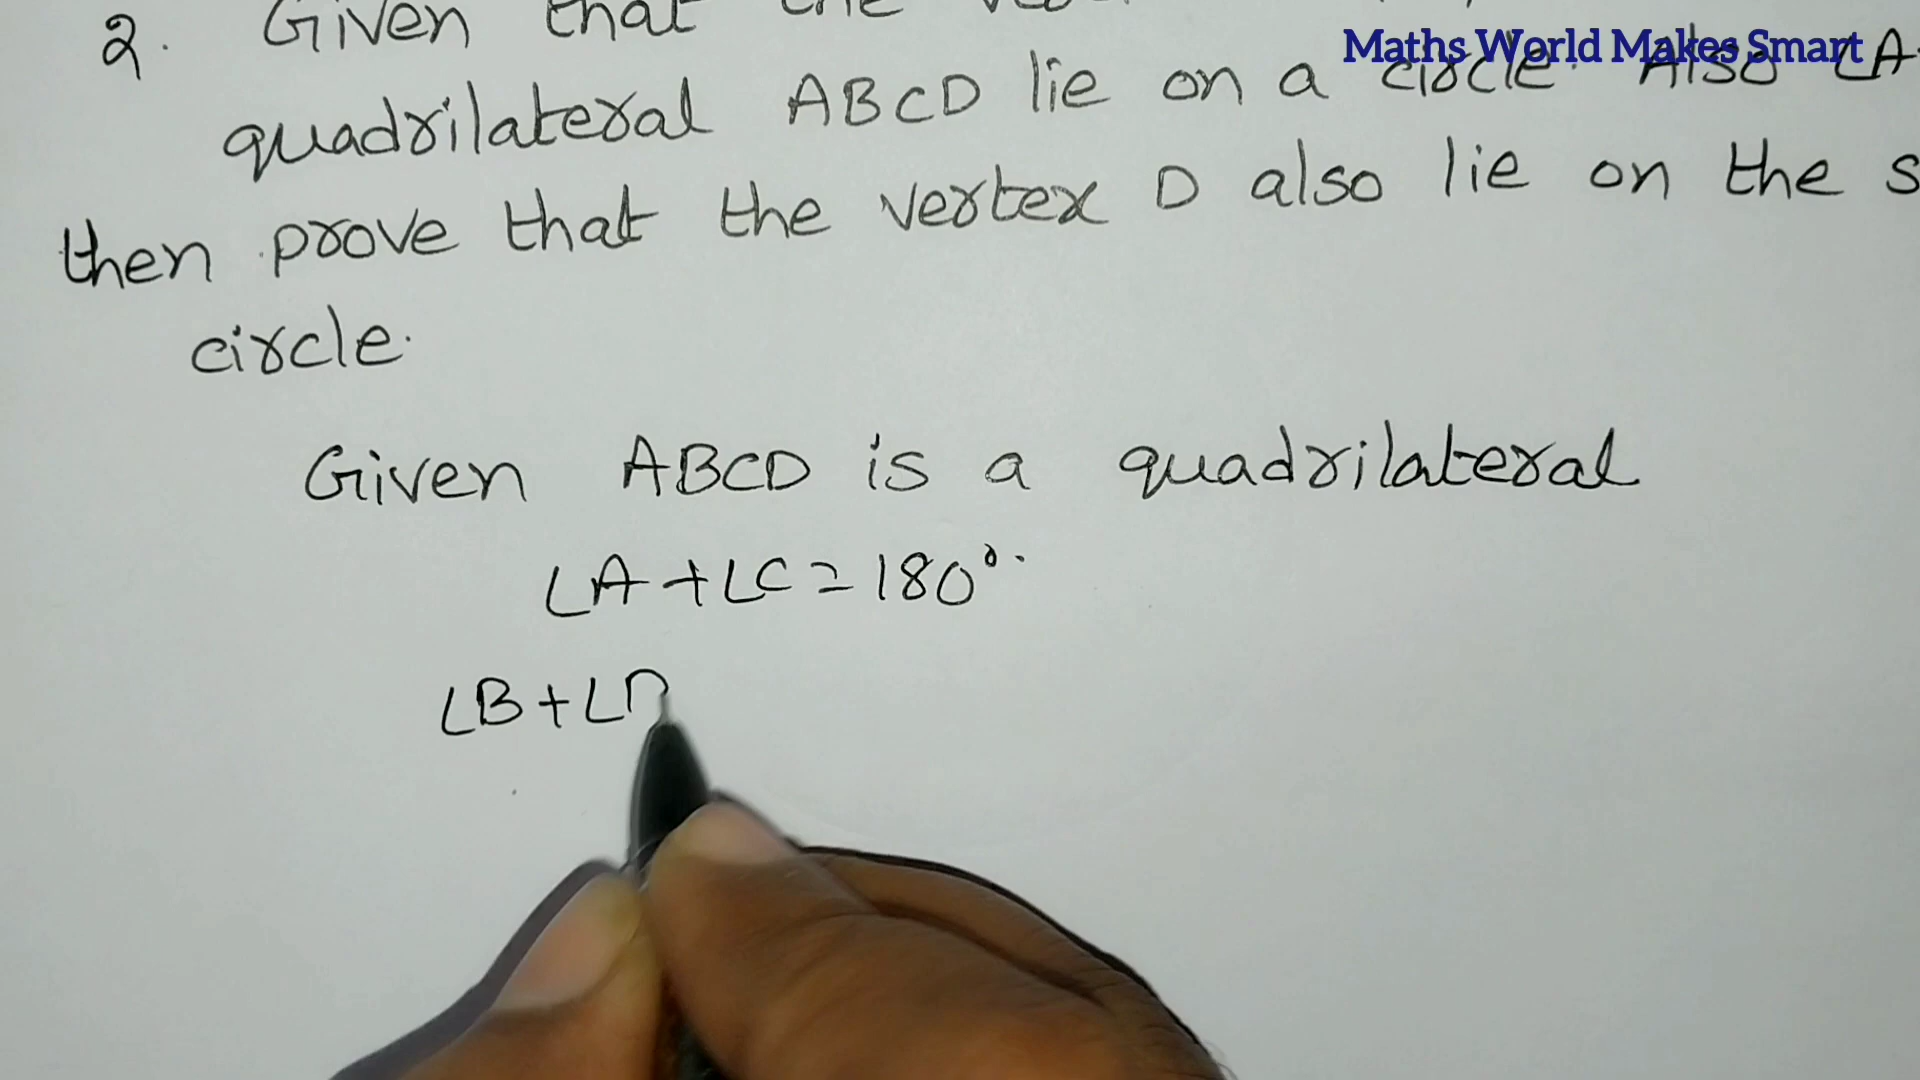 2. Given that the
quadrilateral ABCD lie on a circle. Also ∠A
Maths World Makes Smart
then prove that the vertex D also lie on the
circle.
Given ABCD is a quadrilateral
∠A + ∠C = 180°.
∠B + ∠D